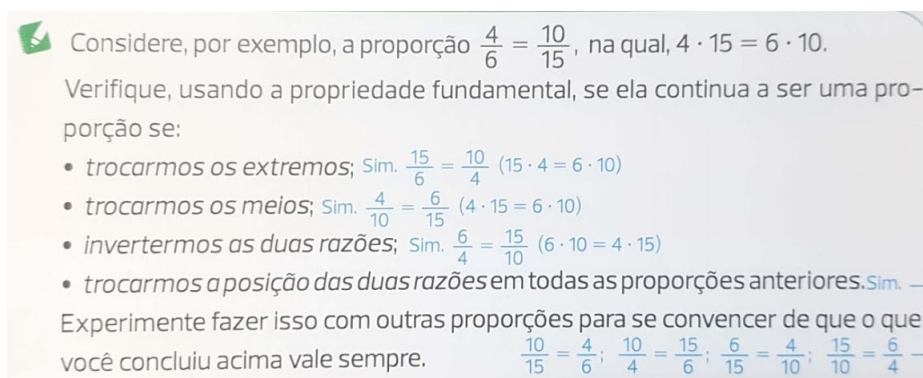 Considere, por exemplo, a proporção 4/6 = 10/15, na qual, 4 · 15 = 6 · 10.
Verifique, usando a propriedade fundamental, se ela continua a ser uma pro-
porção se:
• trocarmos os extremos; Sim. 15/6 = 10/4 (15 · 4 = 6 · 10)
• trocarmos os meios; Sim. 4/10 = 6/15 (4 · 15 = 6 · 10)
• invertermos as duas razões; Sim. 6/4 = 15/10 (6 · 10 = 4 · 15)
• trocarmos a posição das duas razões em todas as proporções anteriores. Sim. —
Experimente fazer isso com outras proporções para se convencer de que o que
você concluiu acima vale sempre. 10/15 = 4/6; 10/4 = 15/6; 6/15 = 4/10; 15/10 = 6/4